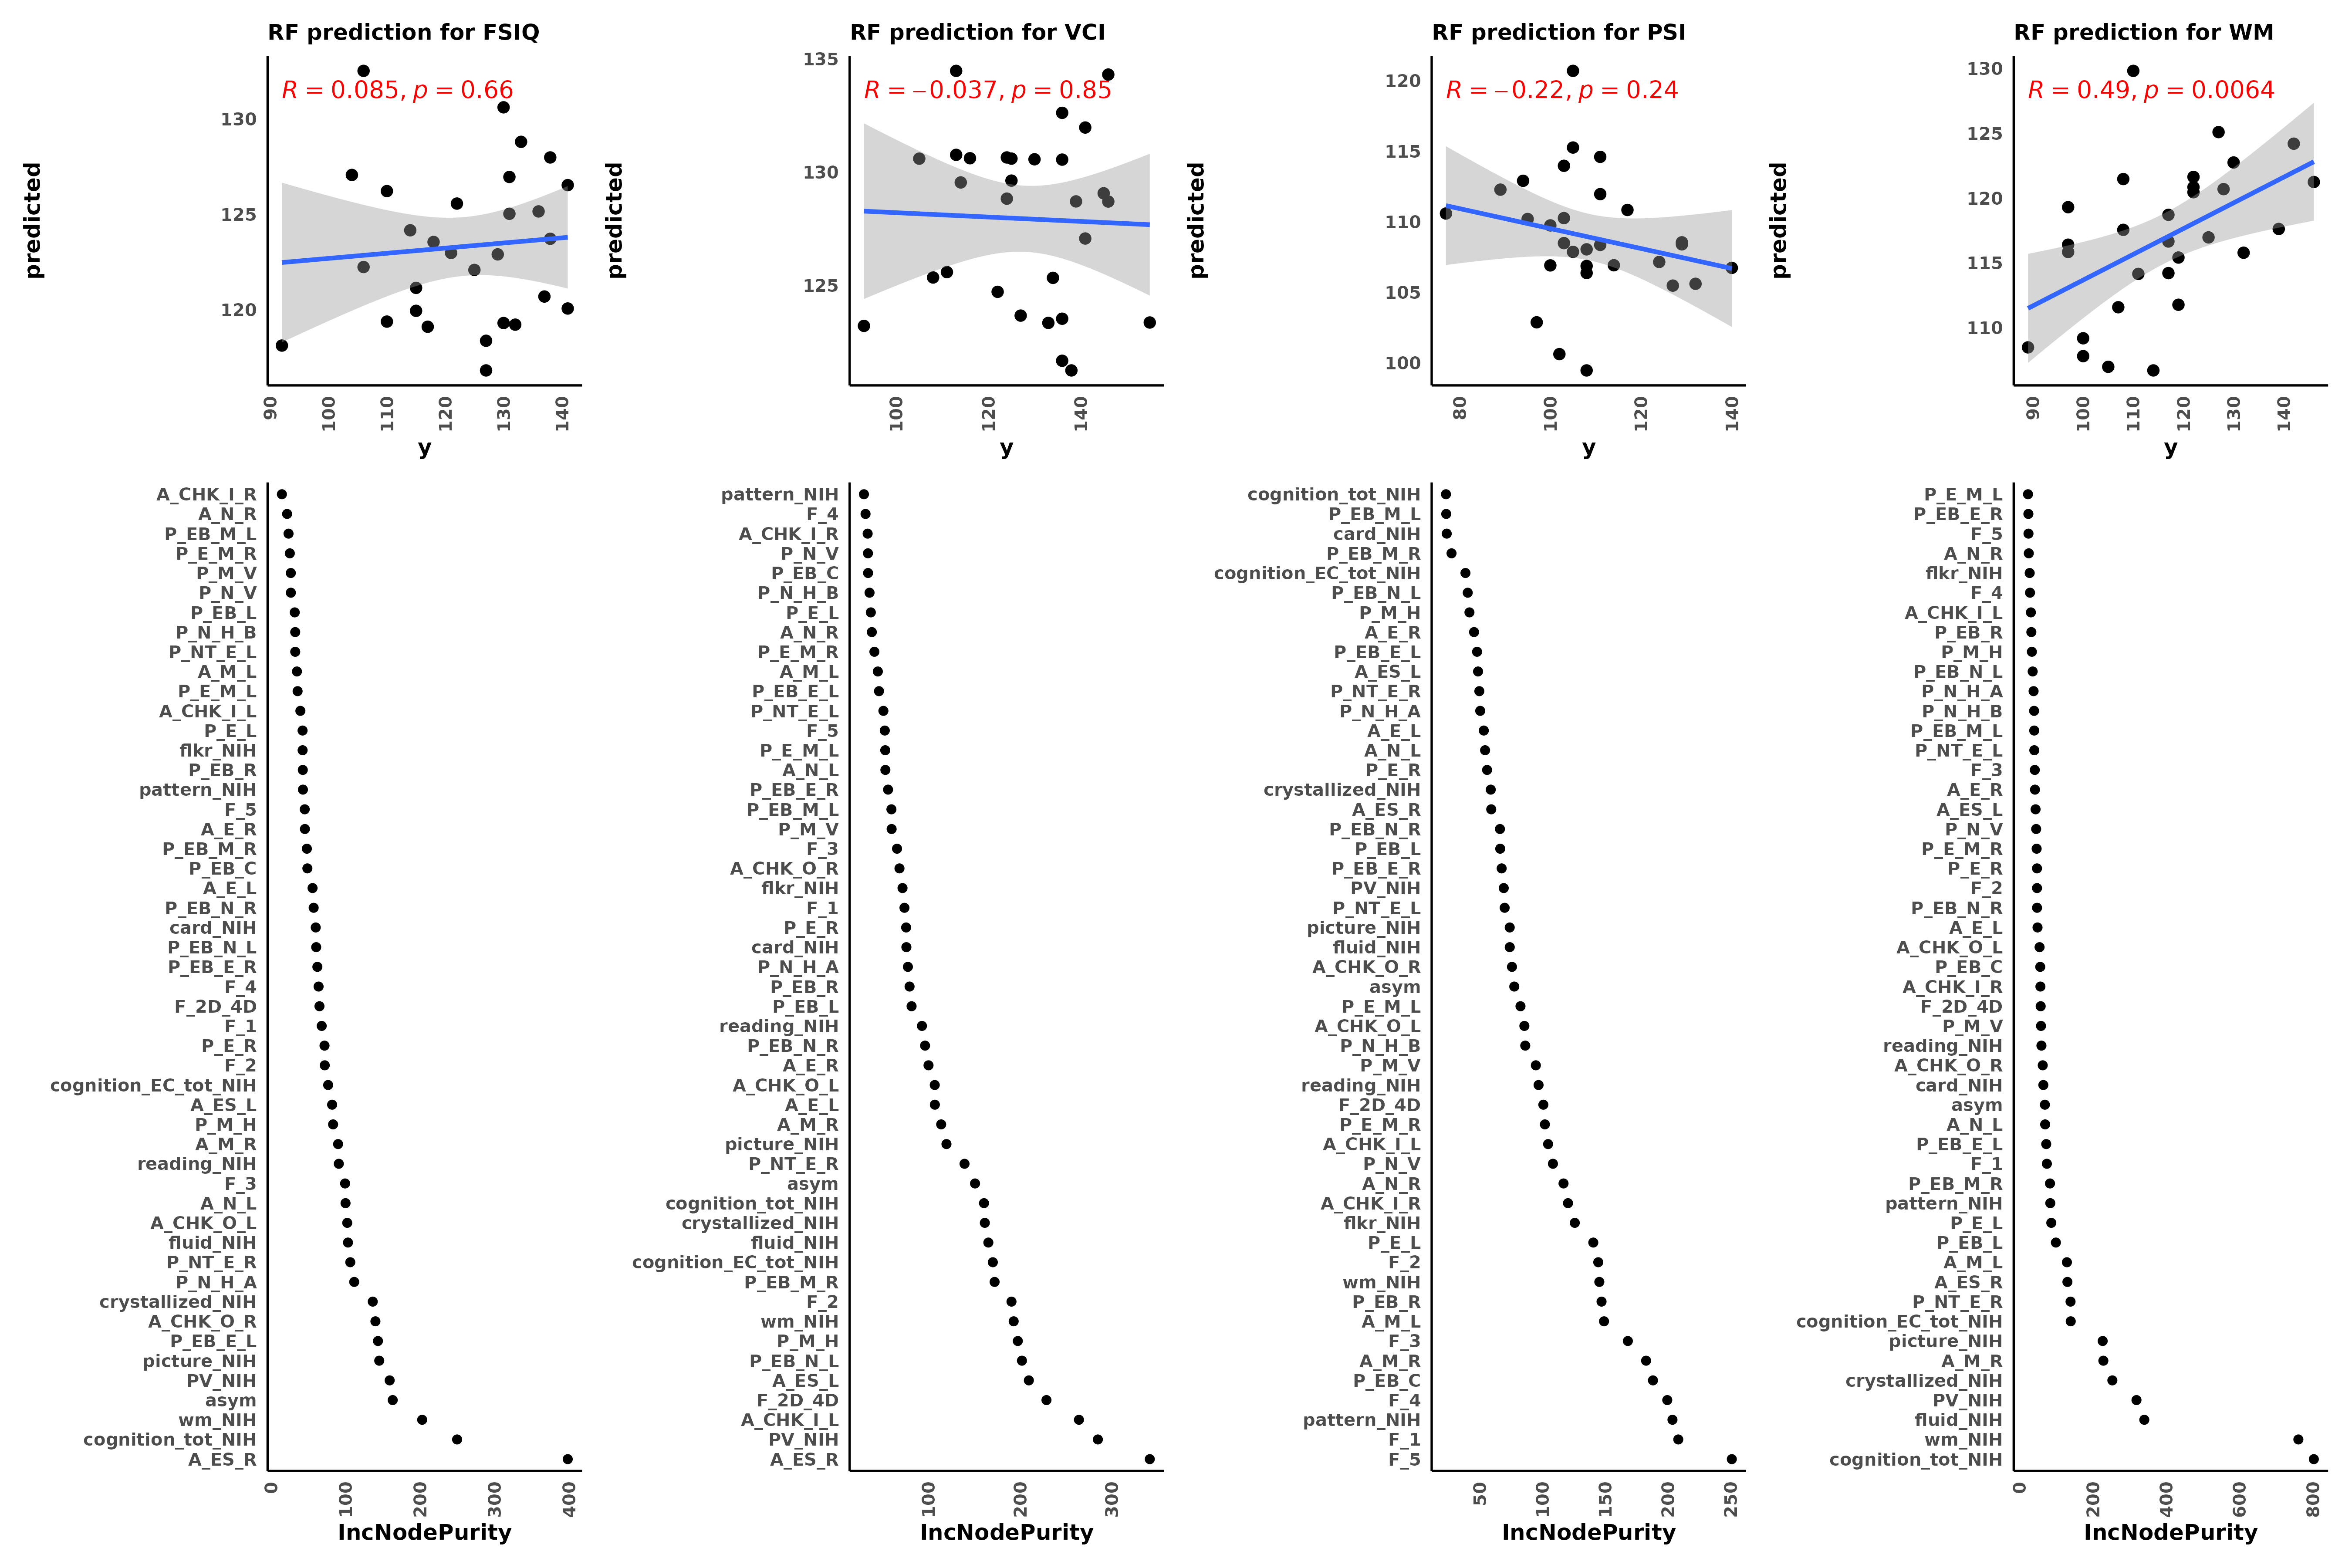 RF prediction for FSIQ
R = 0.085, p = 0.66
predicted
130
125
120
90
100
110
120
130
140
y
RF prediction for VCI
R = −0.037, p = 0.85
predicted
135
130
125
100
120
140
y
RF prediction for PSI
R = −0.22, p = 0.24
predicted
120
115
110
105
100
80
100
120
140
y
RF prediction for WM
R = 0.49, p = 0.0064
predicted
130
125
120
115
110
90
100
110
120
130
140
y
A_CHK_I_R
A_N_R
P_EB_M_L
P_E_M_R
P_M_V
P_N_V
P_EB_L
P_N_H_B
P_NT_E_L
A_M_L
P_E_M_L
A_CHK_I_L
P_E_L
flkr_NIH
P_EB_R
pattern_NIH
F_5
A_E_R
P_EB_M_R
P_EB_C
A_E_L
P_EB_N_R
card_NIH
P_EB_N_L
P_EB_E_R
F_4
F_2D_4D
F_1
P_E_R
F_2
cognition_EC_tot_NIH
A_ES_L
P_M_H
A_M_R
reading_NIH
F_3
A_N_L
A_CHK_O_L
fluid_NIH
P_NT_E_R
P_N_H_A
crystallized_NIH
A_CHK_O_R
P_EB_E_L
picture_NIH
PV_NIH
asym
wm_NIH
cognition_tot_NIH
A_ES_R
0
100
200
300
400
IncNodePurity
pattern_NIH
F_4
A_CHK_I_R
P_N_V
P_EB_C
P_N_H_B
P_E_L
A_N_R
P_E_M_R
A_M_L
P_EB_E_L
P_NT_E_L
F_5
P_E_M_L
A_N_L
P_EB_E_R
P_EB_M_L
P_M_V
F_3
A_CHK_O_R
flkr_NIH
F_1
P_E_R
card_NIH
P_N_H_A
P_EB_R
P_EB_L
reading_NIH
P_EB_N_R
A_E_R
A_CHK_O_L
A_E_L
A_M_R
picture_NIH
P_NT_E_R
asym
cognition_tot_NIH
crystallized_NIH
fluid_NIH
cognition_EC_tot_NIH
P_EB_M_R
F_2
wm_NIH
P_M_H
P_EB_N_L
A_ES_L
F_2D_4D
A_CHK_I_L
PV_NIH
A_ES_R
100
200
300
IncNodePurity
cognition_tot_NIH
P_EB_M_L
card_NIH
P_EB_M_R
cognition_EC_tot_NIH
P_EB_N_L
P_M_H
A_E_R
P_EB_E_L
A_ES_L
P_NT_E_R
P_N_H_A
A_E_L
A_N_L
P_E_R
crystallized_NIH
A_ES_R
P_EB_N_R
P_EB_L
P_EB_E_R
PV_NIH
P_NT_E_L
picture_NIH
fluid_NIH
A_CHK_O_R
asym
P_E_M_L
A_CHK_O_L
P_N_H_B
P_M_V
reading_NIH
F_2D_4D
P_E_M_R
A_CHK_I_L
P_N_V
A_N_R
A_CHK_I_R
flkr_NIH
P_E_L
F_2
wm_NIH
P_EB_R
A_M_L
F_3
A_M_R
P_EB_C
F_4
pattern_NIH
F_1
F_5
50
100
150
200
250
IncNodePurity
P_E_M_L
P_EB_E_R
F_5
A_N_R
flkr_NIH
F_4
A_CHK_I_L
P_EB_R
P_M_H
P_EB_N_L
P_N_H_A
P_N_H_B
P_EB_M_L
P_NT_E_L
F_3
A_E_R
A_ES_L
P_N_V
P_E_M_R
P_E_R
F_2
P_EB_N_R
A_E_L
A_CHK_O_L
P_EB_C
A_CHK_I_R
F_2D_4D
P_M_V
reading_NIH
A_CHK_O_R
card_NIH
asym
A_N_L
P_EB_E_L
F_1
P_EB_M_R
pattern_NIH
P_E_L
P_EB_L
A_M_L
A_ES_R
P_NT_E_R
cognition_EC_tot_NIH
picture_NIH
A_M_R
crystallized_NIH
PV_NIH
fluid_NIH
wm_NIH
cognition_tot_NIH
0
200
400
600
800
IncNodePurity